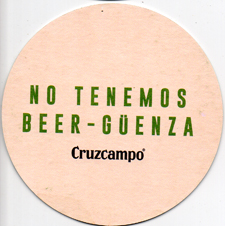 NO TENEMOS
BEER-GÜENZA
Cruzcampo®